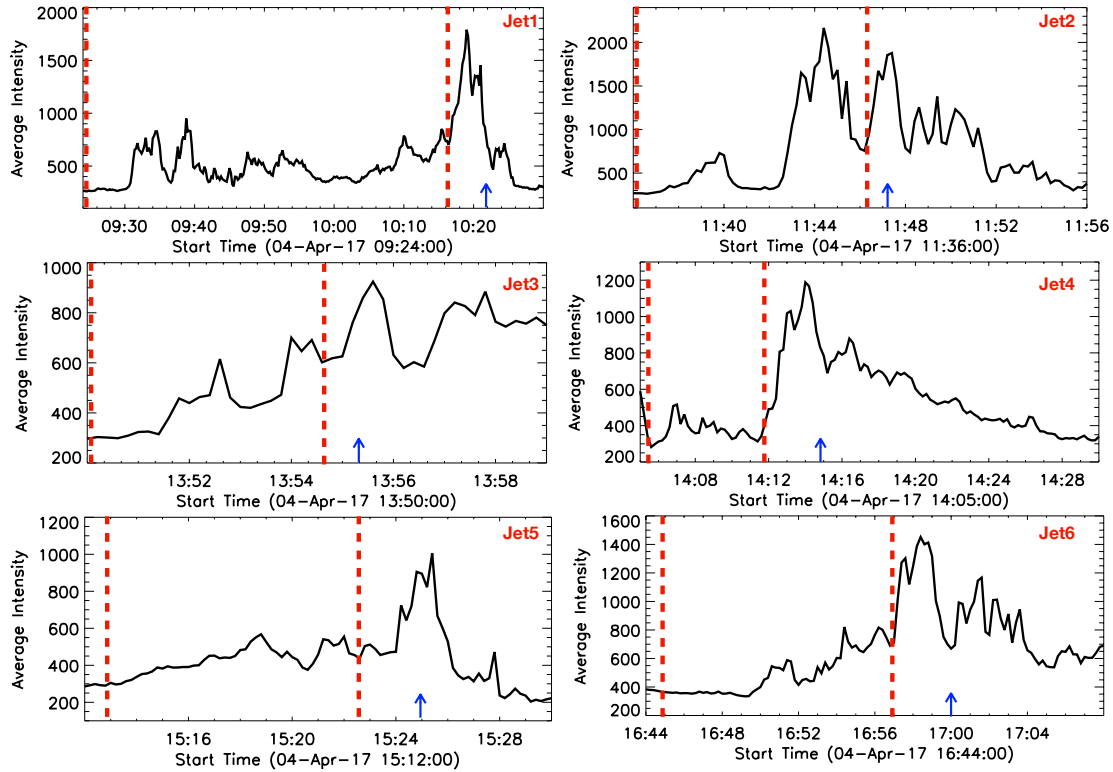 Jet1
Average Intensity
2000
1500
1000
500
09:30 09:40 09:50 10:00 10:10 10:20
Start Time (04-Apr-17 09:24:00)
Jet2
Average Intensity
2000
1500
1000
500
11:40 11:44 11:48 11:52 11:56
Start Time (04-Apr-17 11:36:00)
Jet3
Average Intensity
1000
800
600
400
200
13:52 13:54 13:56 13:58
Start Time (04-Apr-17 13:50:00)
Jet4
Average Intensity
1200
1000
800
600
400
200
14:08 14:12 14:16 14:20 14:24 14:28
Start Time (04-Apr-17 14:05:00)
Jet5
Average Intensity
1200
1000
800
600
400
200
15:16 15:20 15:24 15:28
Start Time (04-Apr-17 15:12:00)
Jet6
Average Intensity
1600
1400
1200
1000
800
600
400
200
16:44 16:48 16:52 16:56 17:00 17:04
Start Time (04-Apr-17 16:44:00)